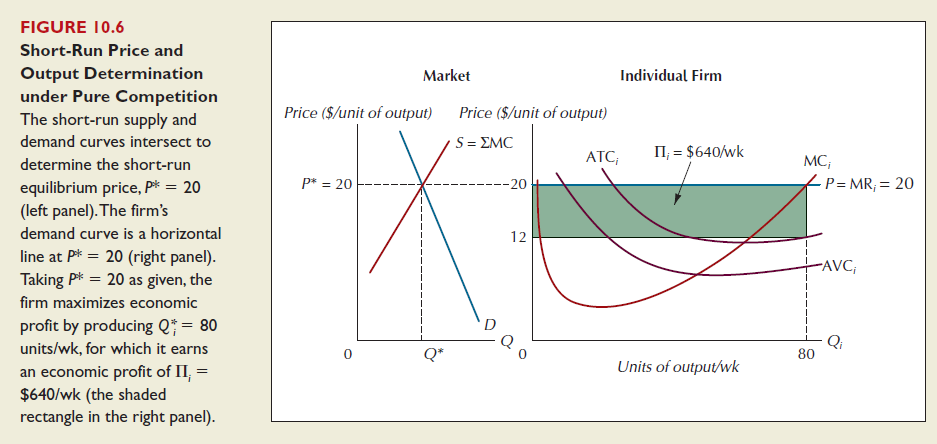 FIGURE 10.6
Short-Run Price and
Output Determination
under Pure Competition
The short-run supply and
demand curves intersect to
determine the short-run
equilibrium price, P* = 20
(left panel). The firm's
demand curve is a horizontal
line at P* = 20 (right panel).
Taking P* = 20 as given, the
firm maximizes economic
profit by producing Qi* = 80
units/wk, for which it earns
an economic profit of Πi =
$640/wk (the shaded
rectangle in the right panel).
Market
Price ($/unit of output)
S = ΣMC
P* = 20
D
0
Q*
Q
Individual Firm
Price ($/unit of output)
ATCi
Πi = $640/wk
MCi
20
P = MRi = 20
12
AVCi
0
80
Qi
Units of output/wk